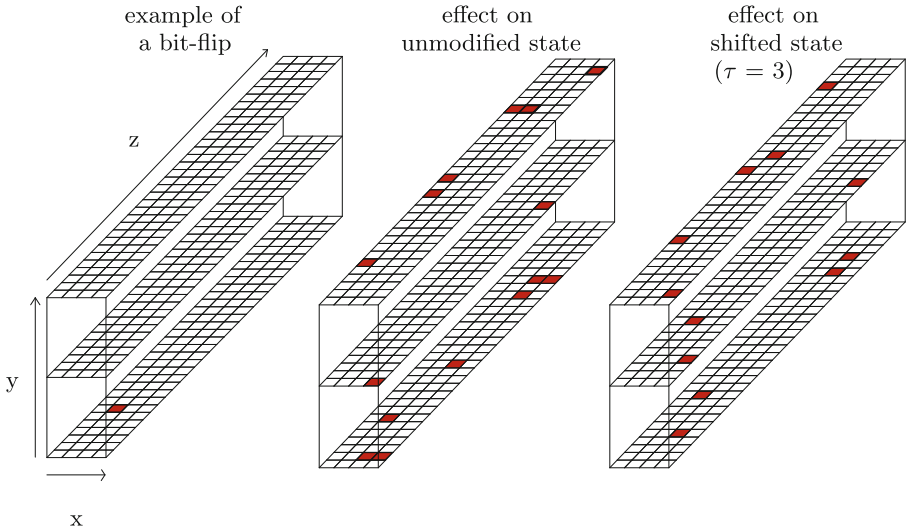 example of
a bit-flip
effect on
unmodified state
effect on
shifted state
(τ = 3)
z
y
x